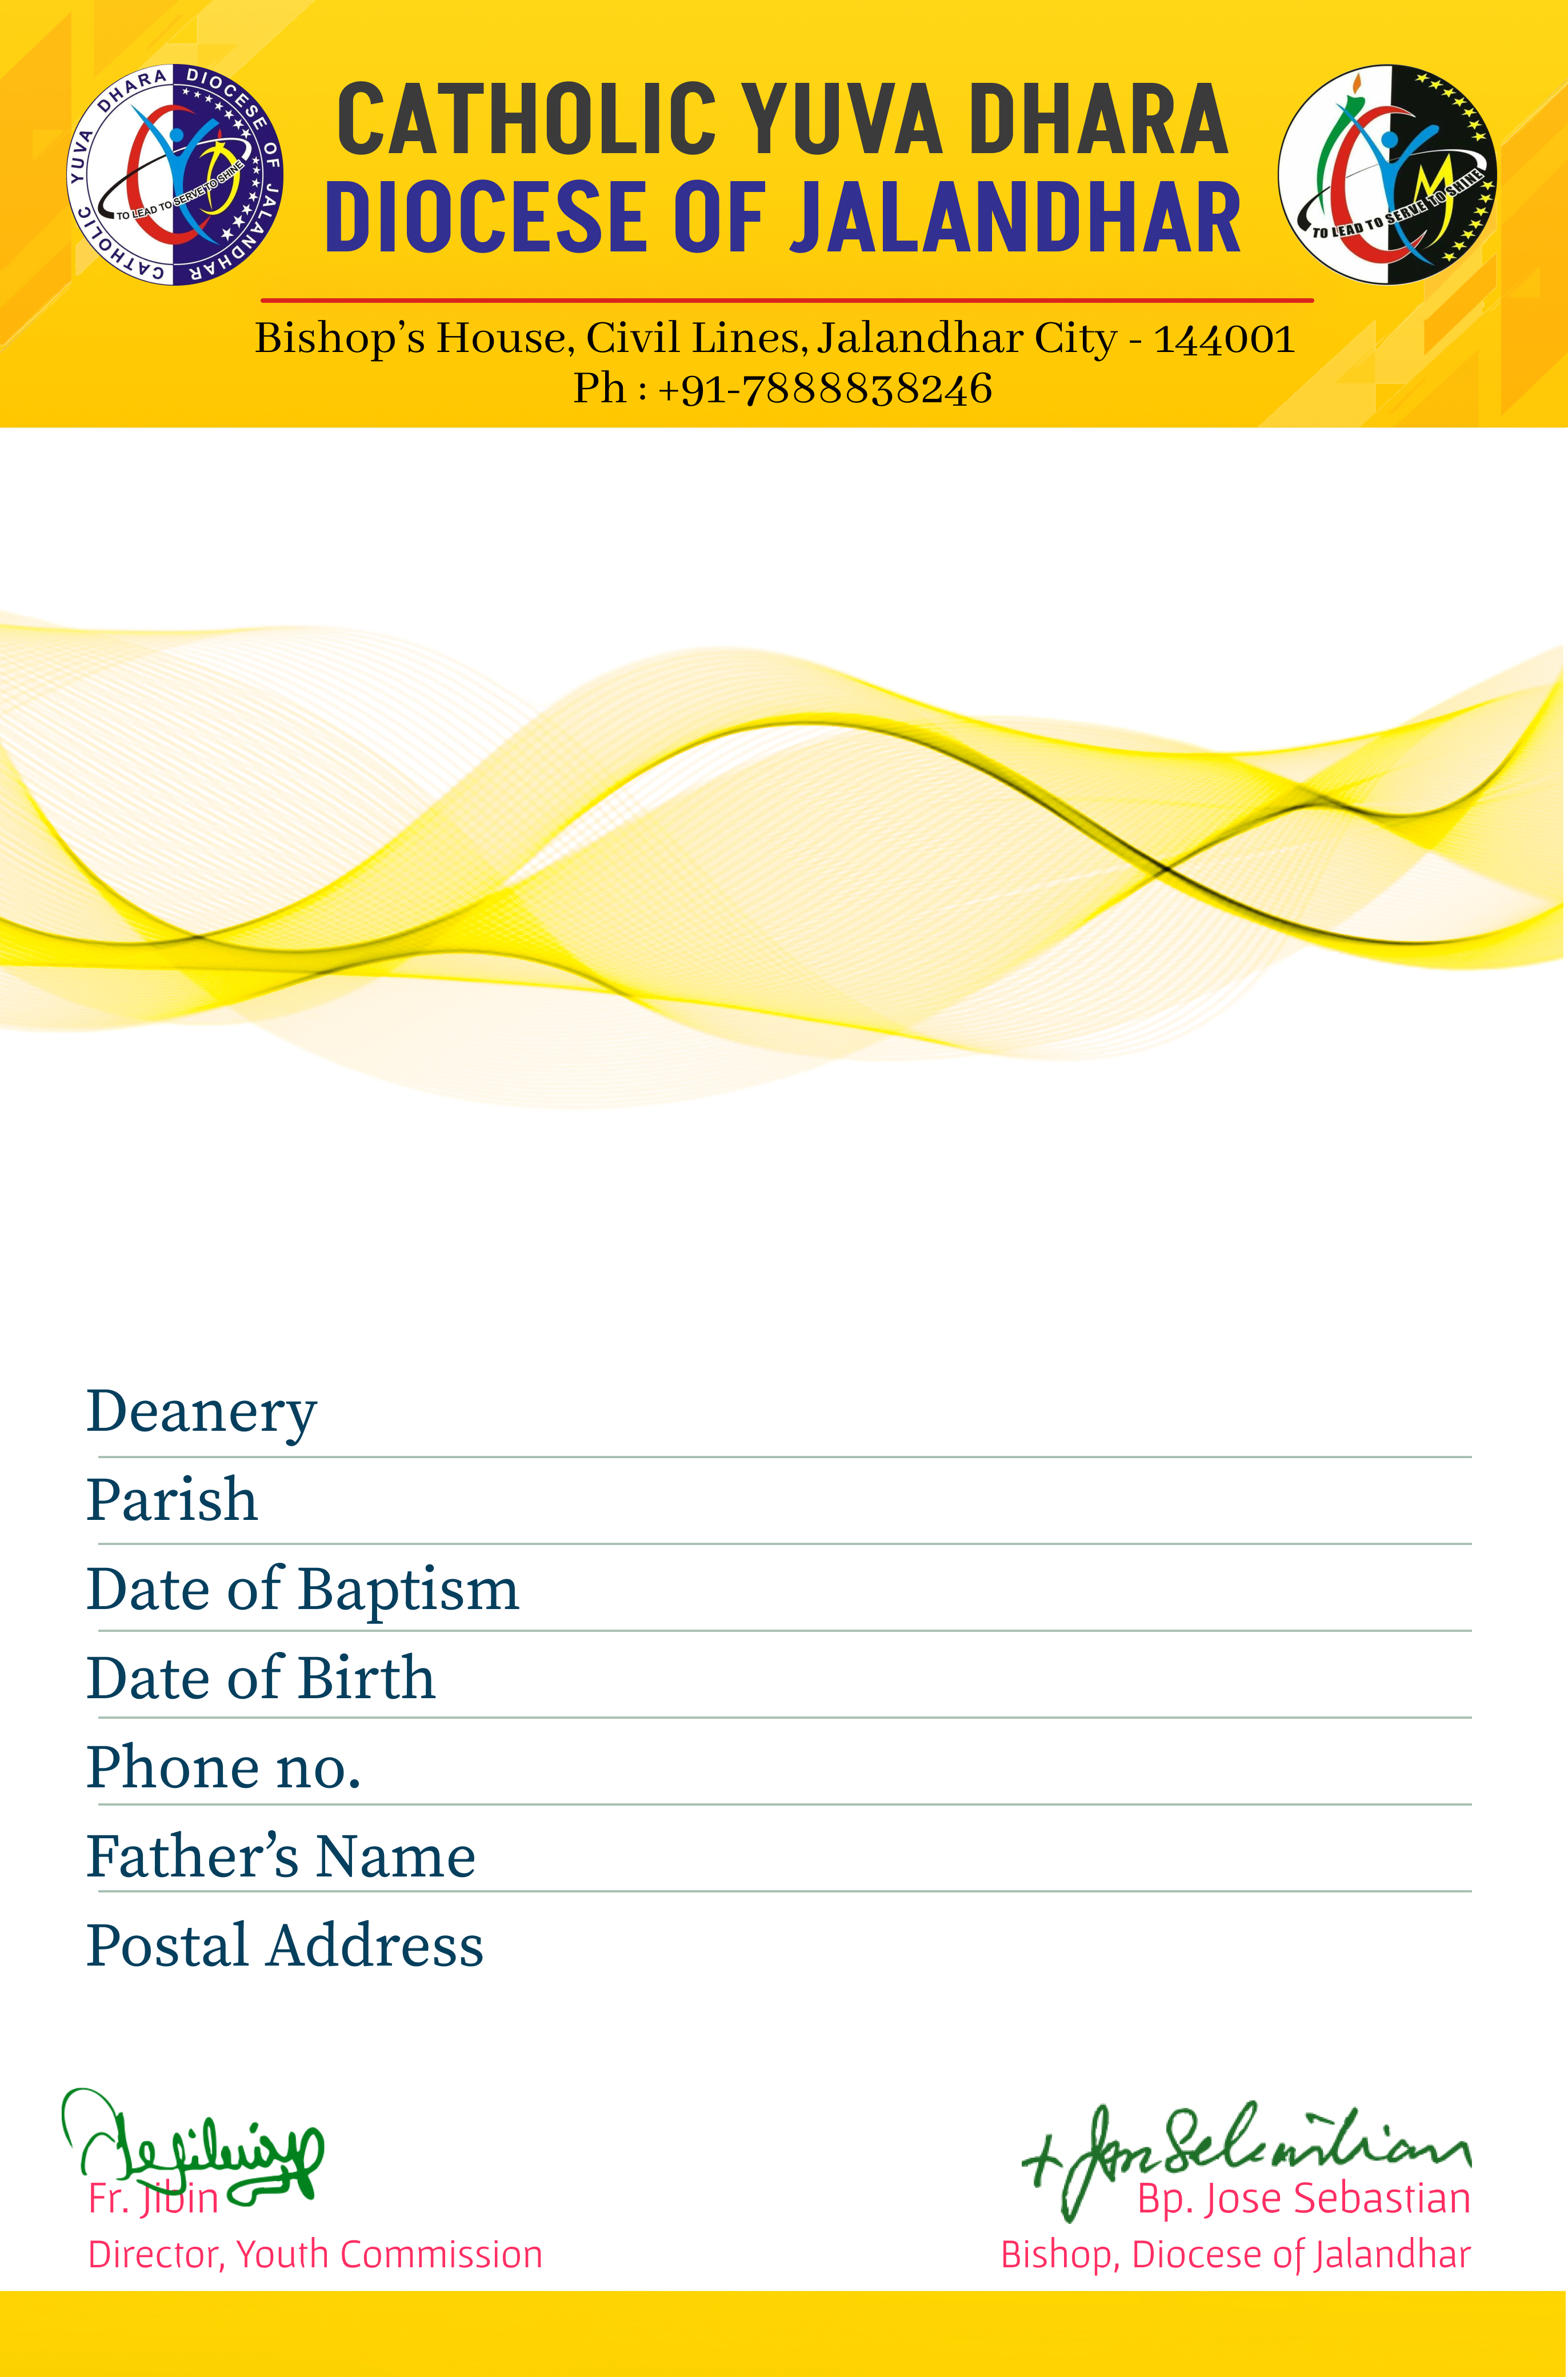 CATHOLIC YUVA DHARA DIOCESE OF JALANDHAR
TO LEAD TO SERVE TO SHINE
CATHOLIC YUVA DHARA
DIOCESE OF JALANDHAR
TO LEAD TO SERVE TO SHINE
Bishop’s House, Civil Lines, Jalandhar City - 144001
Ph : +91-7888838246
Deanery
Parish
Date of Baptism
Date of Birth
Phone no.
Father’s Name
Postal Address
+ Jose Sebastian
Fr. Jibin
Bp. Jose Sebastian
Director, Youth Commission
Bishop, Diocese of Jalandhar